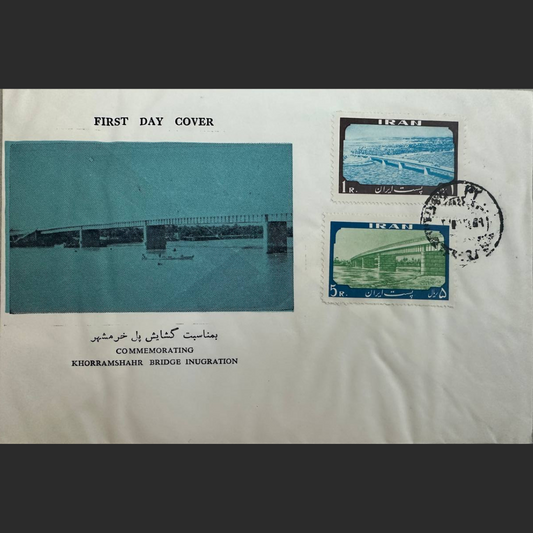 FIRST DAY COVER
IRAN
1 R.
پست ایران
IRAN
5 R.
پست ایران
۵ ریال
بمناسبت گشایش پل خرمشهر
COMMEMORATING
KHORRAMSHAHR BRIDGE INUGRATION